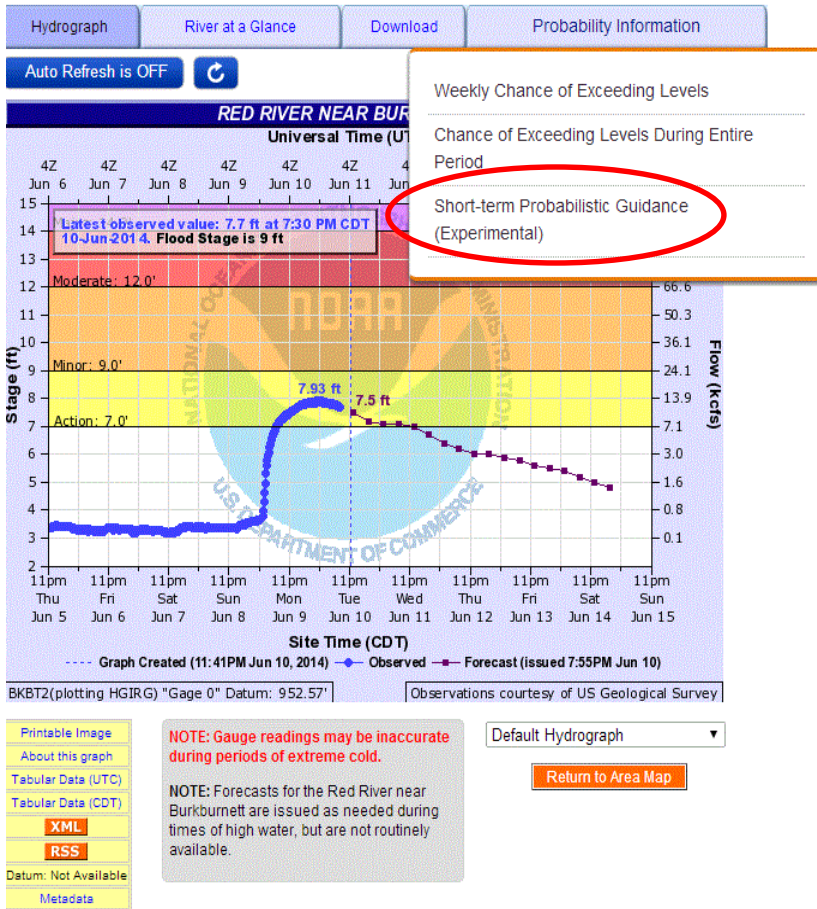 Hydrograph River at a Glance Download Probability Information
Auto Refresh is OFF
Weekly Chance of Exceeding Levels
Chance of Exceeding Levels During Entire
Period
Short-term Probabilistic Guidance
(Experimental)
RED RIVER NEAR BUR
Universal Time (UT
4Z 4Z 4Z 4Z 4Z 4Z 4
Jun 6 Jun 7 Jun 8 Jun 9 Jun 10 Jun 11 Jun
Latest observed value: 7.7 ft at 7:30 PM CDT
10-Jun-2014. Flood Stage is 9 ft
15
14
13
12 Moderate: 12.0' 66.6
11 50.3
10 36.1
9 Minor: 9.0' 24.1
8 7.93 ft 7.5 ft 13.9
7 Action: 7.0' 7.1
6 3.0
5 1.6
4 0.8
3 0.1
2
Stage (ft)
Flow (kcfs)
NOAA
NATIONAL OCEANIC
ADMINISTRATION
U.S. DEPARTMENT OF COMMERCE
11pm 11pm 11pm 11pm 11pm 11pm 11pm 11pm 11pm 11pm 11pm
Thu Fri Sat Sun Mon Tue Wed Thu Fri Sat Sun
Jun 5 Jun 6 Jun 7 Jun 8 Jun 9 Jun 10 Jun 11 Jun 12 Jun 13 Jun 14 Jun 15
Site Time (CDT)
Graph Created (11:41PM Jun 10, 2014) Observed Forecast (issued 7:55PM Jun 10)
BKBT2(plotting HGIRG) "Gage 0" Datum: 952.57' Observations courtesy of US Geological Survey
Printable Image
About this graph
Tabular Data (UTC)
Tabular Data (CDT)
XML
RSS
Datum: Not Available
Metadata
NOTE: Gauge readings may be inaccurate
during periods of extreme cold.
NOTE: Forecasts for the Red River near
Burkburnett are issued as needed during
times of high water, but are not routinely
available.
Default Hydrograph
Return to Area Map